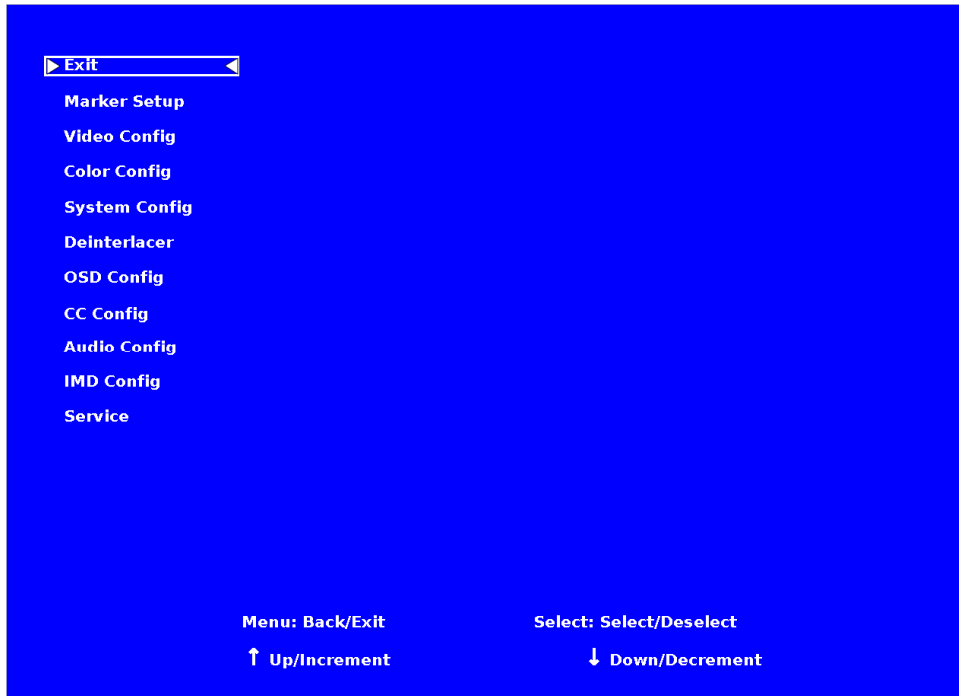 Exit
Marker Setup
Video Config
Color Config
System Config
Deinterlacer
OSD Config
CC Config
Audio Config
IMD Config
Service
Menu: Back/Exit Select: Select/Deselect
↑ Up/Increment ↓ Down/Decrement